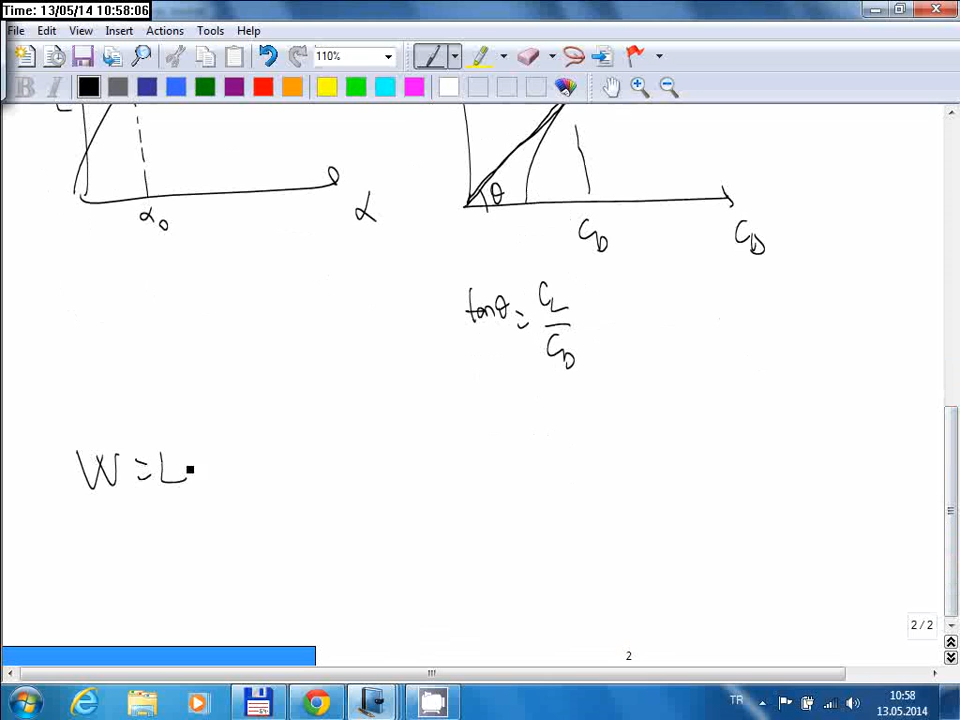 Time: 13/05/14 10:58:06
File Edit View Insert Actions Tools Help
110%
B I
L
θ
α₀
α
C_D
C_D
tanθ = C_L / C_D
W = L
2 / 2
2
TR
10:58
13.05.2014